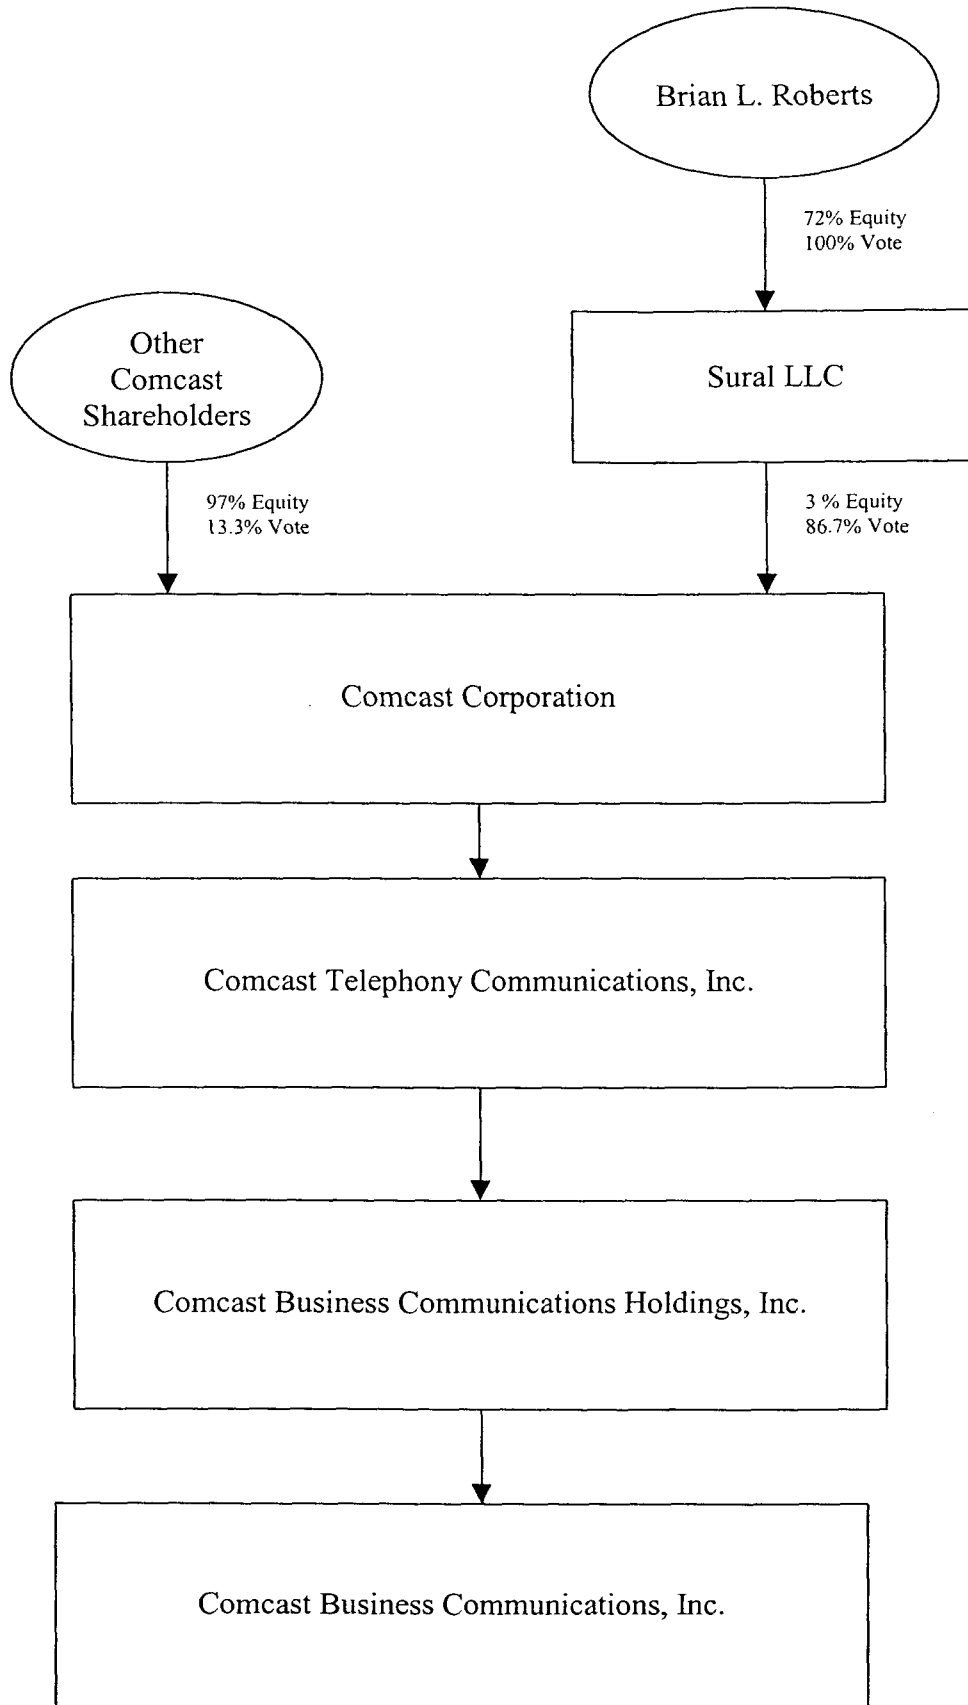 Brian L. Roberts
72% Equity
100% Vote
Sural LLC
Other
Comcast
Shareholders
97% Equity
13.3% Vote
3 % Equity
86.7% Vote
Comcast Corporation
Comcast Telephony Communications, Inc.
Comcast Business Communications Holdings, Inc.
Comcast Business Communications, Inc.